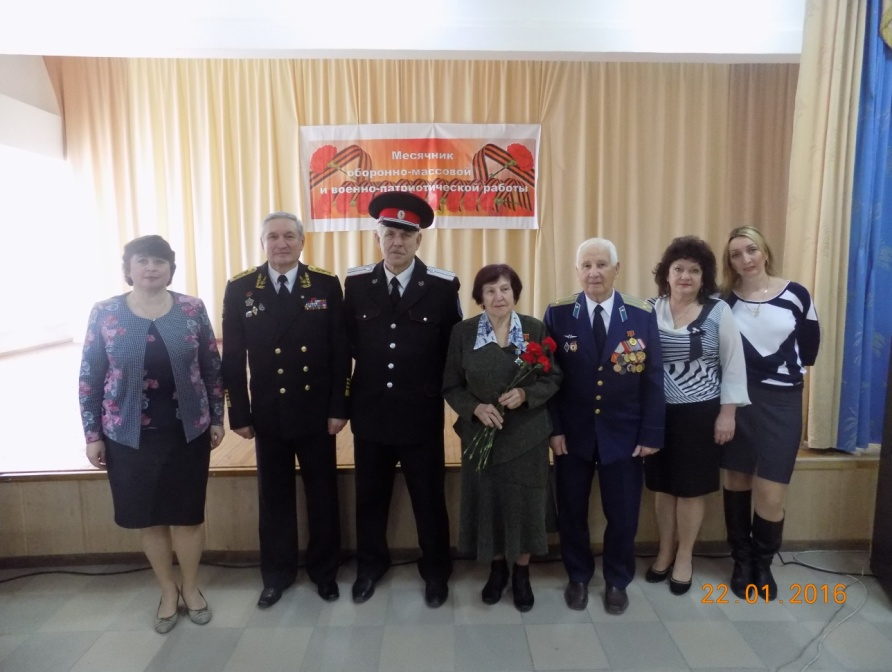 Месячник
оборонно-массовой
и военно-патриотической работы
22.01.2016